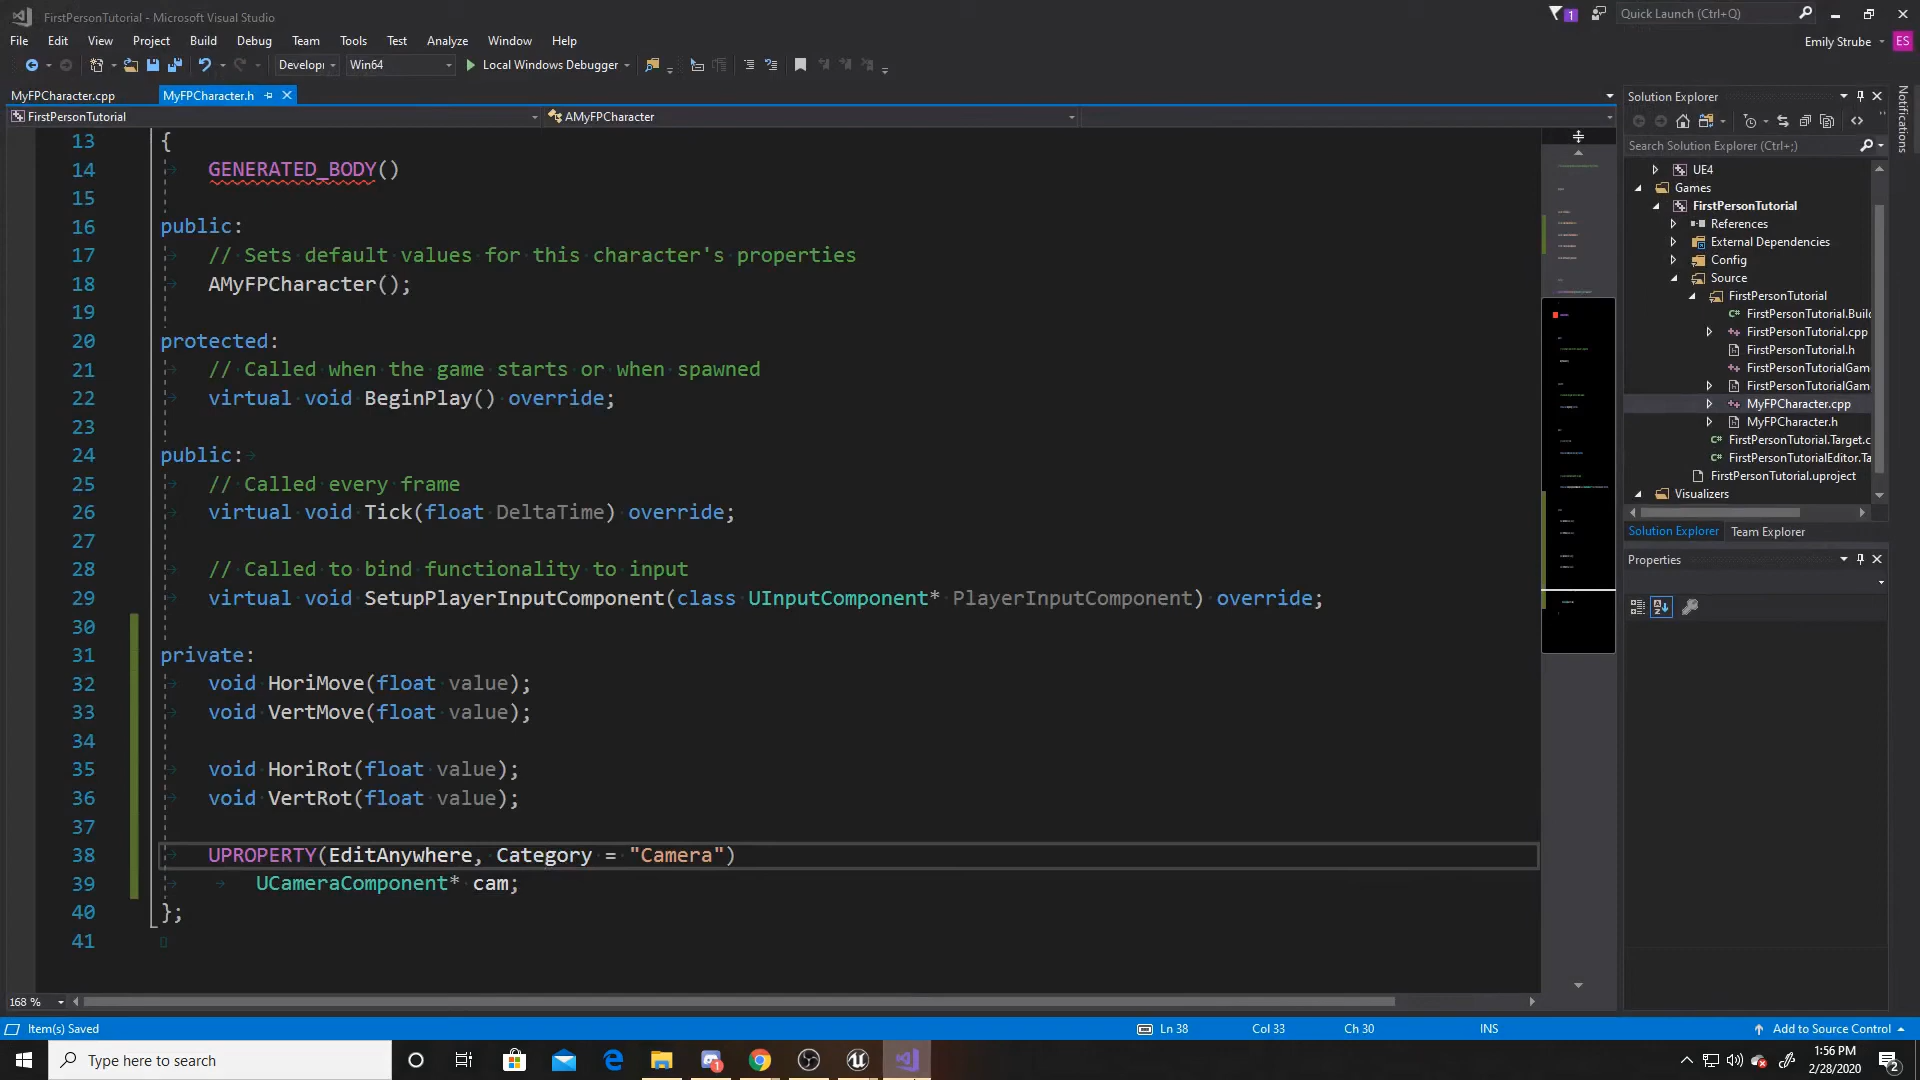 FirstPersonTutorial - Microsoft Visual Studio
1
Quick Launch (Ctrl+Q)
File Edit View Project Build Debug Team Tools Test Analyze Window Help
Emily Strube
ES
Develop
Win64
Local Windows Debugger
MyFPCharacter.cpp
MyFPCharacter.h
FirstPersonTutorial
AMyFPCharacter
13 {
14 GENERATED_BODY()
15
16 public:
17 // Sets default values for this character's properties
18 AMyFPCharacter();
19
20 protected:
21 // Called when the game starts or when spawned
22 virtual void BeginPlay() override;
23
24 public:
25 // Called every frame
26 virtual void Tick(float DeltaTime) override;
27
28 // Called to bind functionality to input
29 virtual void SetupPlayerInputComponent(class UInputComponent* PlayerInputComponent) override;
30
31 private:
32 void HoriMove(float value);
33 void VertMove(float value);
34
35 void HoriRot(float value);
36 void VertRot(float value);
37
38 UPROPERTY(EditAnywhere, Category = "Camera")
39 UCameraComponent* cam;
40 };
41
168 %
Solution Explorer
Search Solution Explorer (Ctrl+;)
UE4
Games
FirstPersonTutorial
References
External Dependencies
Config
Source
FirstPersonTutorial
FirstPersonTutorial.Build
FirstPersonTutorial.cpp
FirstPersonTutorial.h
FirstPersonTutorialGam
FirstPersonTutorialGam
MyFPCharacter.cpp
MyFPCharacter.h
FirstPersonTutorial.Target.c
FirstPersonTutorialEditor.Ta
FirstPersonTutorial.uproject
Visualizers
Solution Explorer Team Explorer
Properties
Notifications
Item(s) Saved
Ln 38
Col 33
Ch 30
INS
Add to Source Control
Type here to search
1
1:56 PM
2/28/2020
2